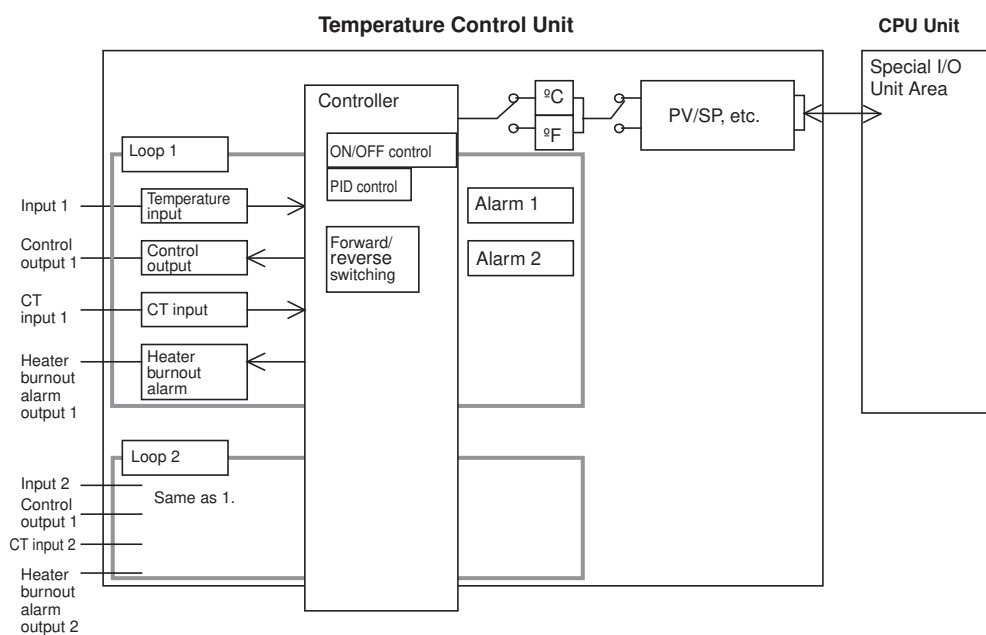 Temperature Control Unit
CPU Unit
Special I/O
Unit Area
Controller
ºC
ºF
PV/SP, etc.
Loop 1
ON/OFF control
PID control
Input 1
Temperature
input
Alarm 1
Control
output 1
Control
output
Forward/
reverse
switching
Alarm 2
CT
input 1
CT input
Heater
burnout
alarm
output 1
Heater
burnout
alarm
Loop 2
Input 2
Same as 1.
Control
output 1
CT input 2
Heater
burnout
alarm
output 2